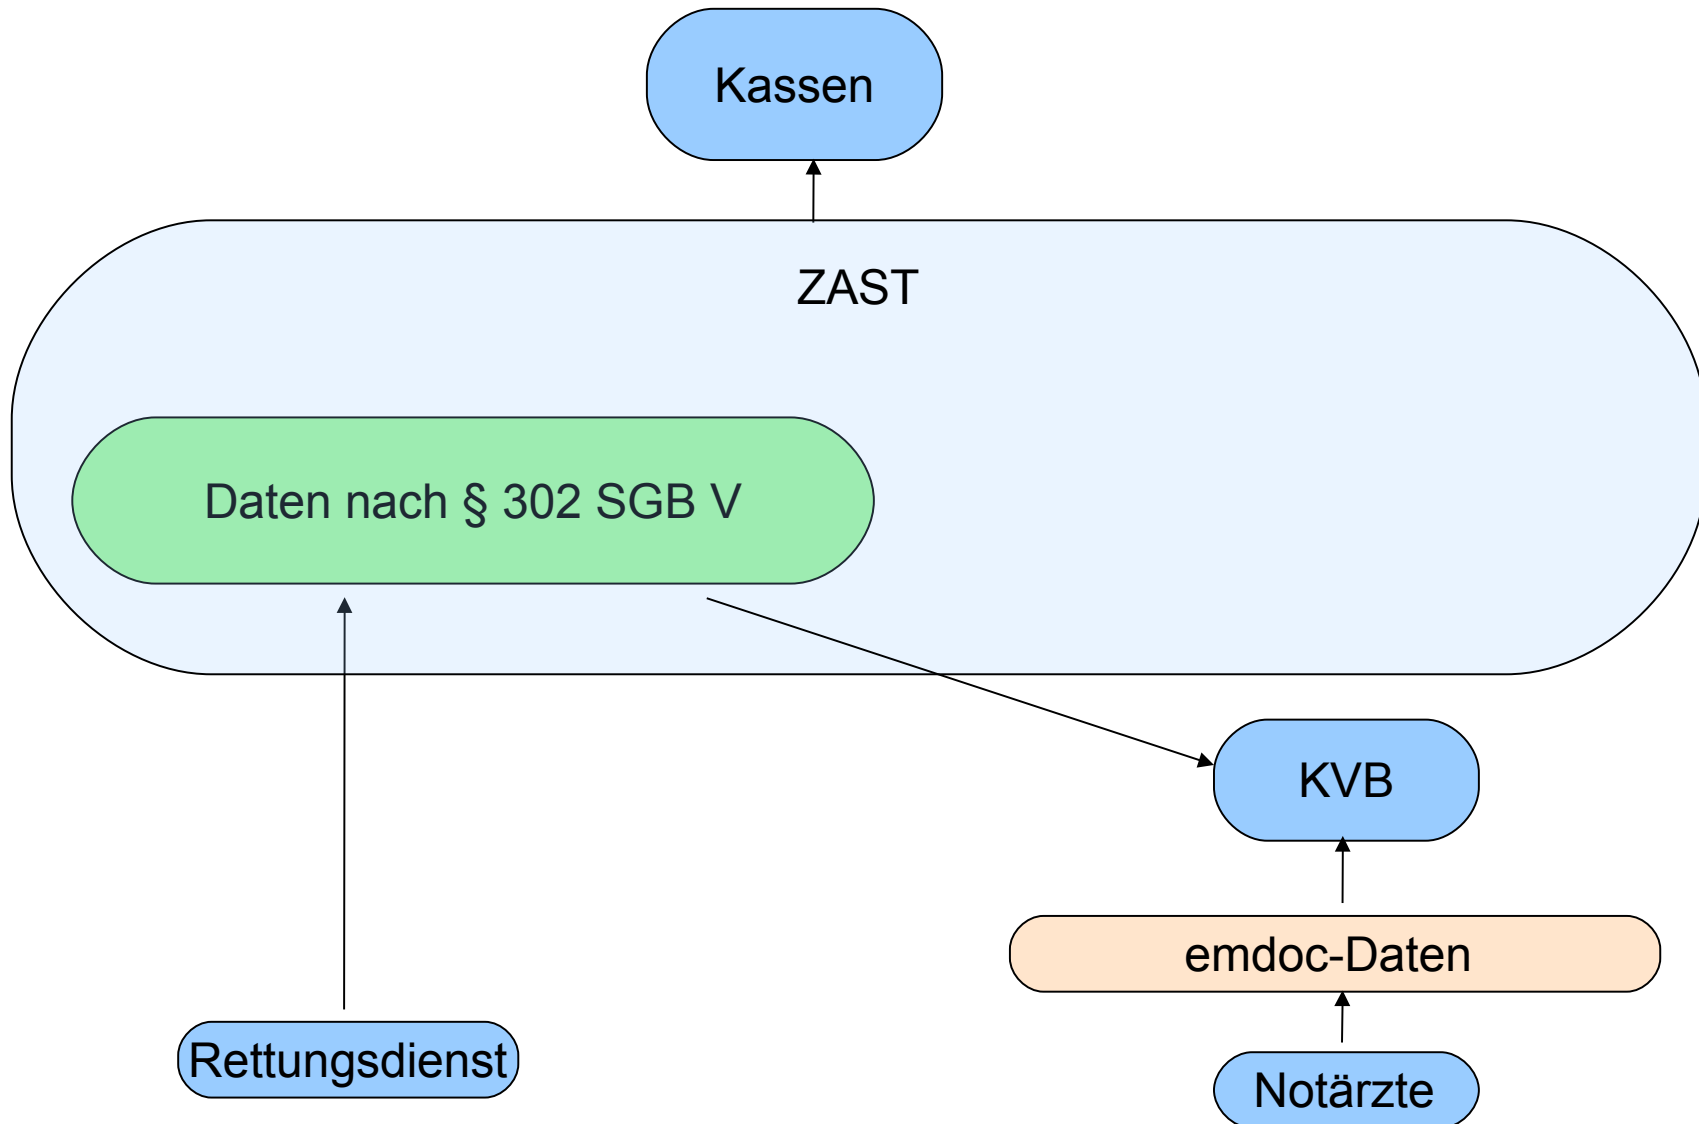 Kassen
ZAST
Daten nach § 302 SGB V
KVB
emdoc-Daten
Rettungsdienst
Notärzte